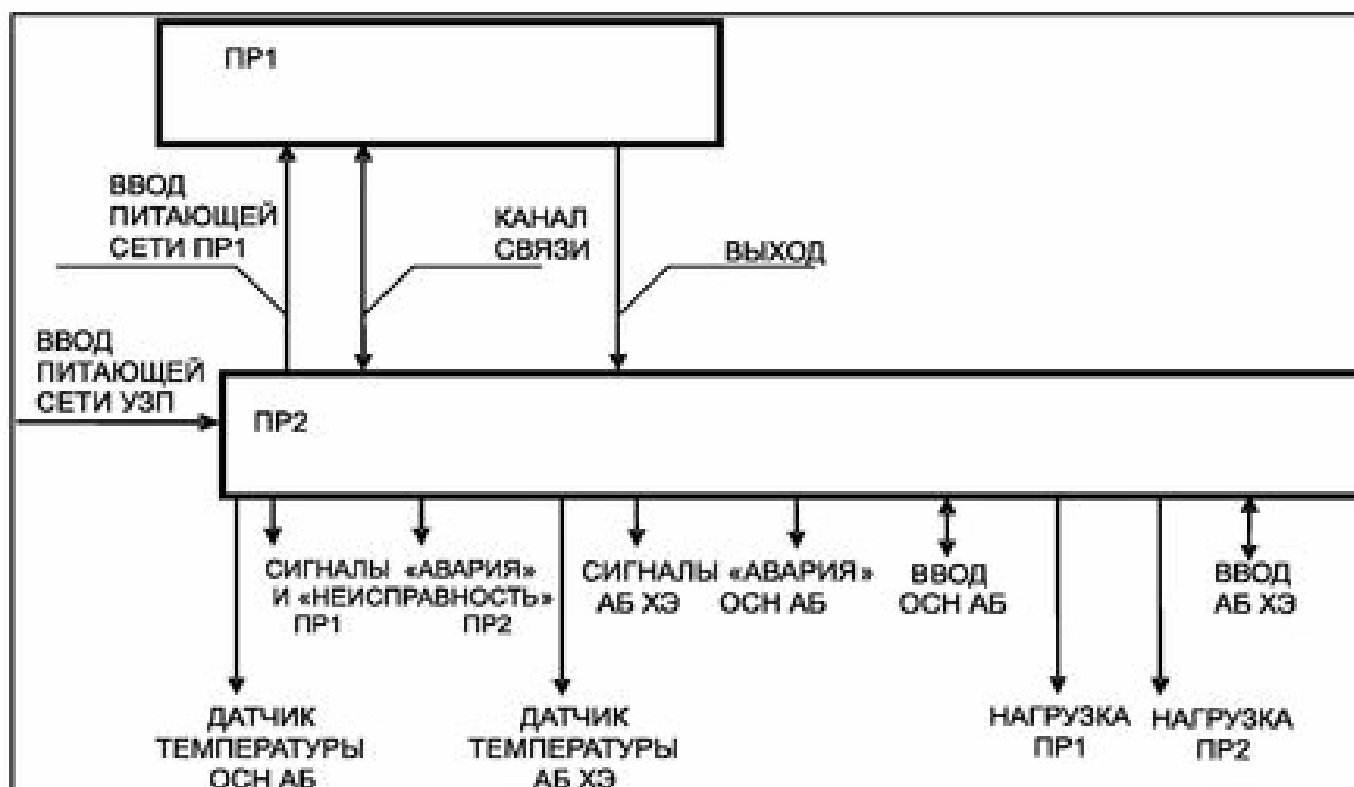 ПР1
ВВОД
ПИТАЮЩЕЙ
СЕТИ ПР1
КАНАЛ
СВЯЗИ
ВЫХОД
ВВОД
ПИТАЮЩЕЙ
СЕТИ УЗП
ПР2
СИГНАЛЫ «АВАРИЯ»
И «НЕИСПРАВНОСТЬ»
ПР1 ПР2
СИГНАЛЫ «АВАРИЯ»
АБ ХЭ ОСН АБ
ВВОД
ОСН АБ
ВВОД
АБ ХЭ
ДАТЧИК
ТЕМПЕРАТУРЫ
ОСН АБ
ДАТЧИК
ТЕМПЕРАТУРЫ
АБ ХЭ
НАГРУЗКА
ПР1
НАГРУЗКА
ПР2